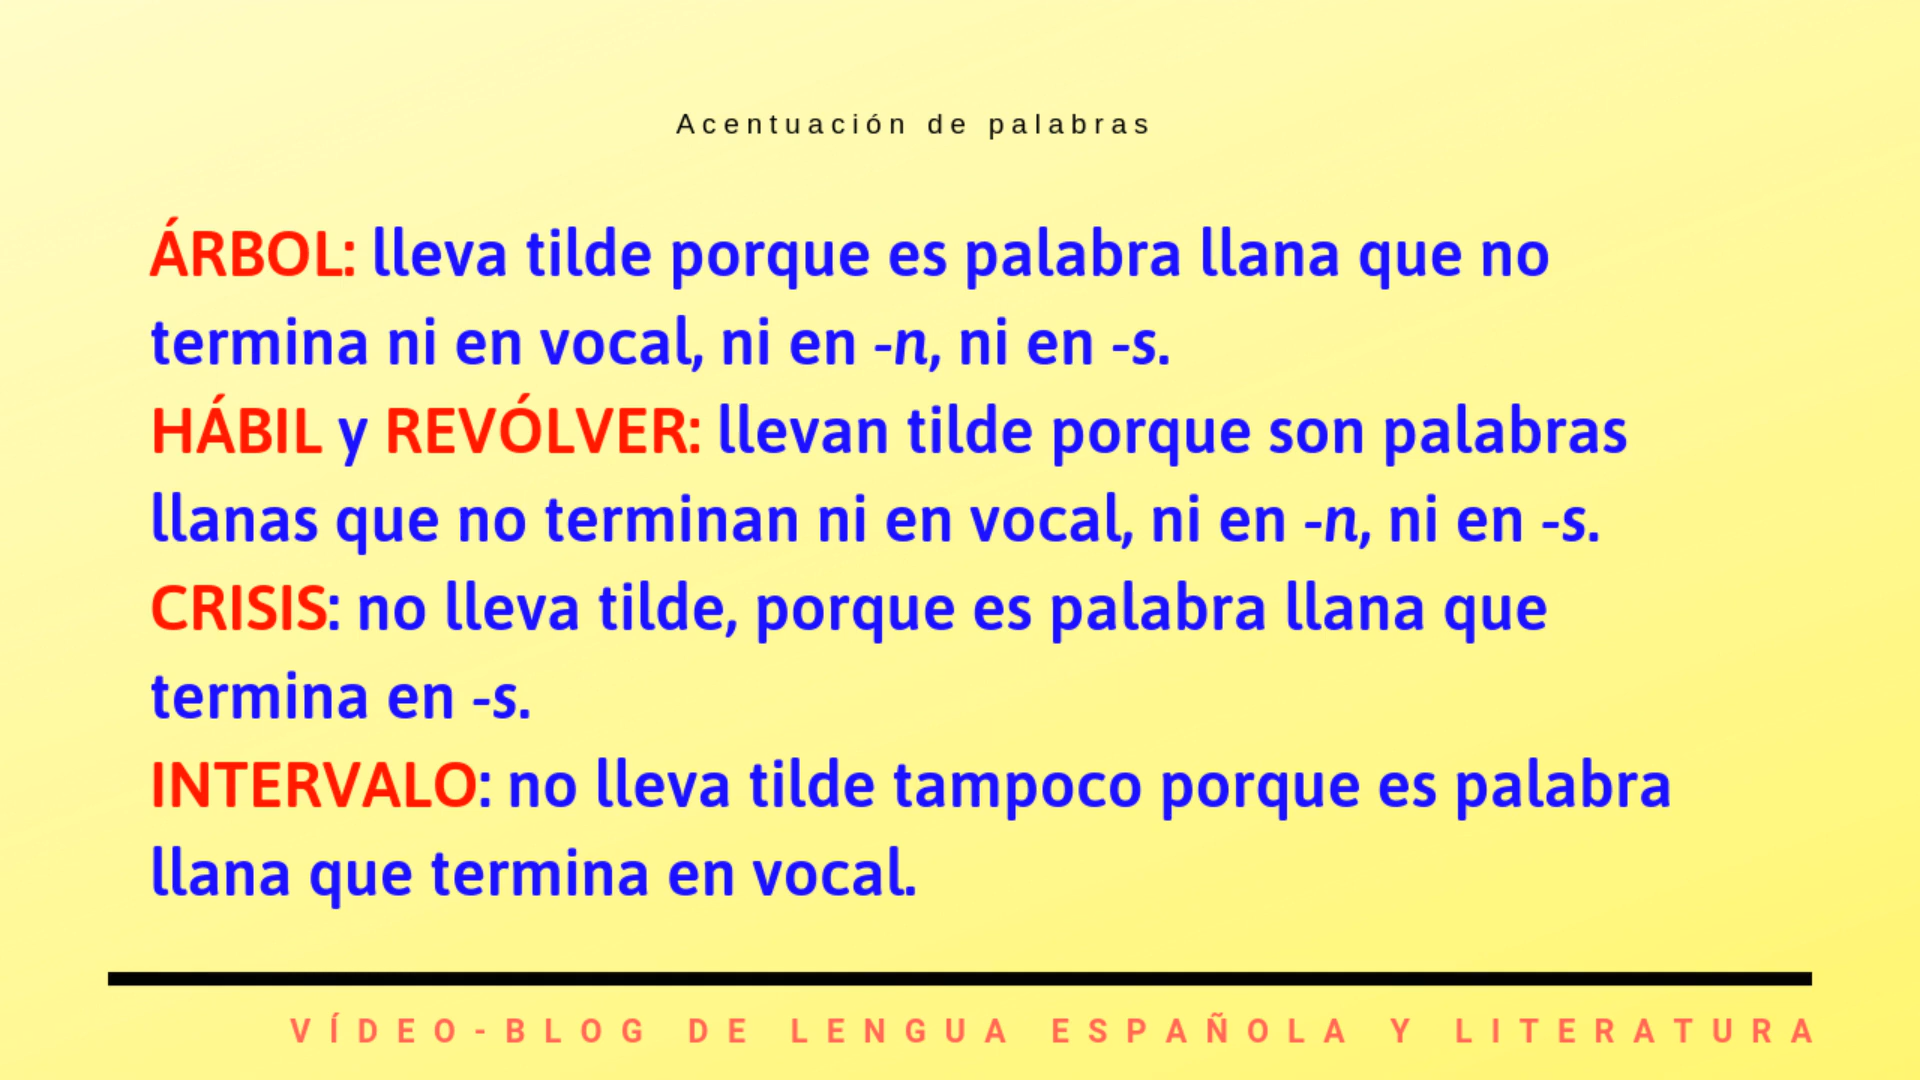 Acentuación de palabras
ÁRBOL: lleva tilde porque es palabra llana que no
termina ni en vocal, ni en -n, ni en -s.
HÁBIL y REVÓLVER: llevan tilde porque son palabras
llanas que no terminan ni en vocal, ni en -n, ni en -s.
CRISIS: no lleva tilde, porque es palabra llana que
termina en -s.
INTERVALO: no lleva tilde tampoco porque es palabra
llana que termina en vocal.
VÍDEO-BLOG DE LENGUA ESPAÑOLA Y LITERATURA